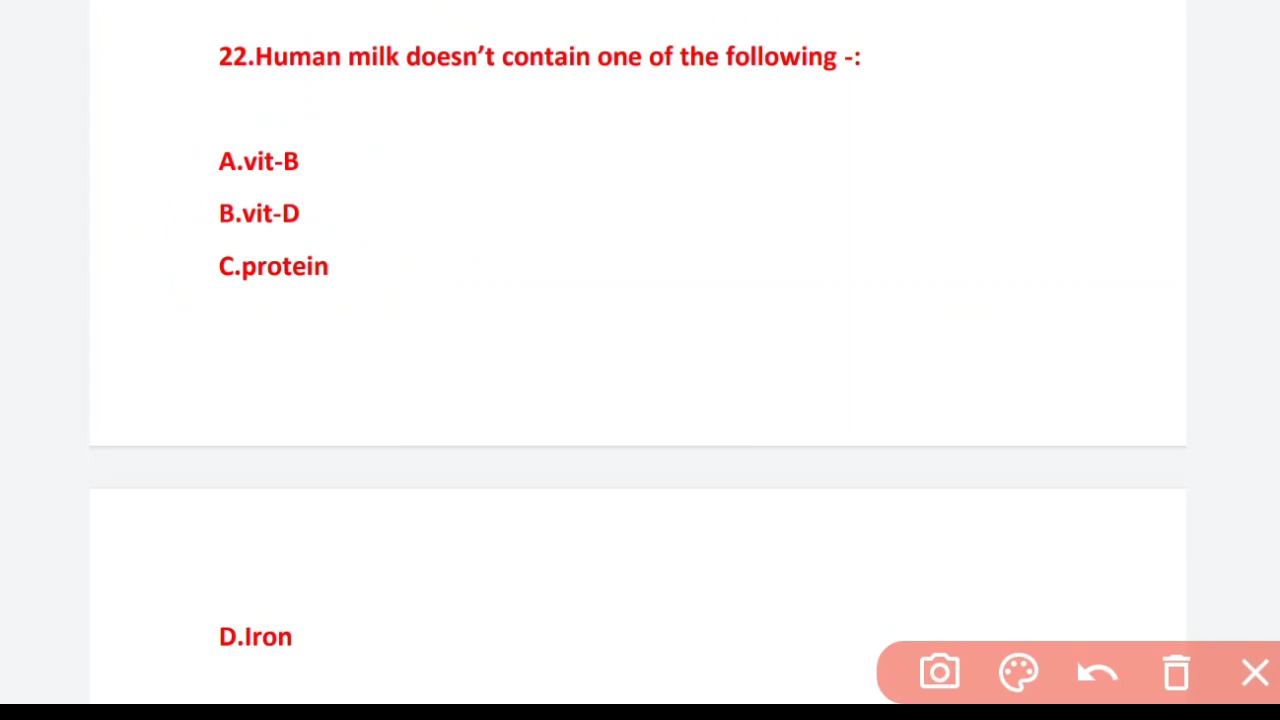 22.Human milk doesn’t contain one of the following -:
A.vit-B
B.vit-D
C.protein
D.Iron